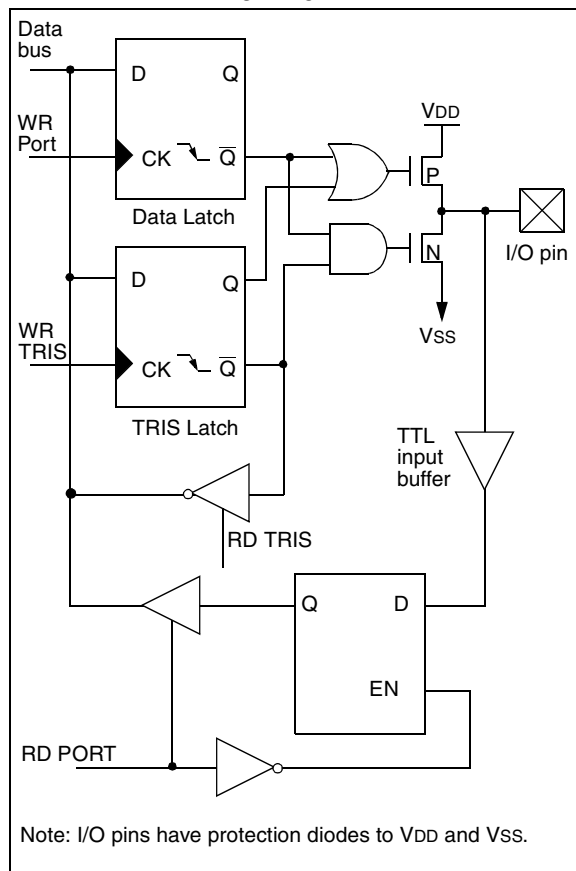 Data
bus
D
Q
VDD
WR
Port
CK
Q
P
Data Latch
I/O pin
N
D
Q
VSS
WR
TRIS
CK
Q
TRIS Latch
TTL
input
buffer
RD TRIS
Q
D
EN
RD PORT
Note: I/O pins have protection diodes to VDD and VSS.